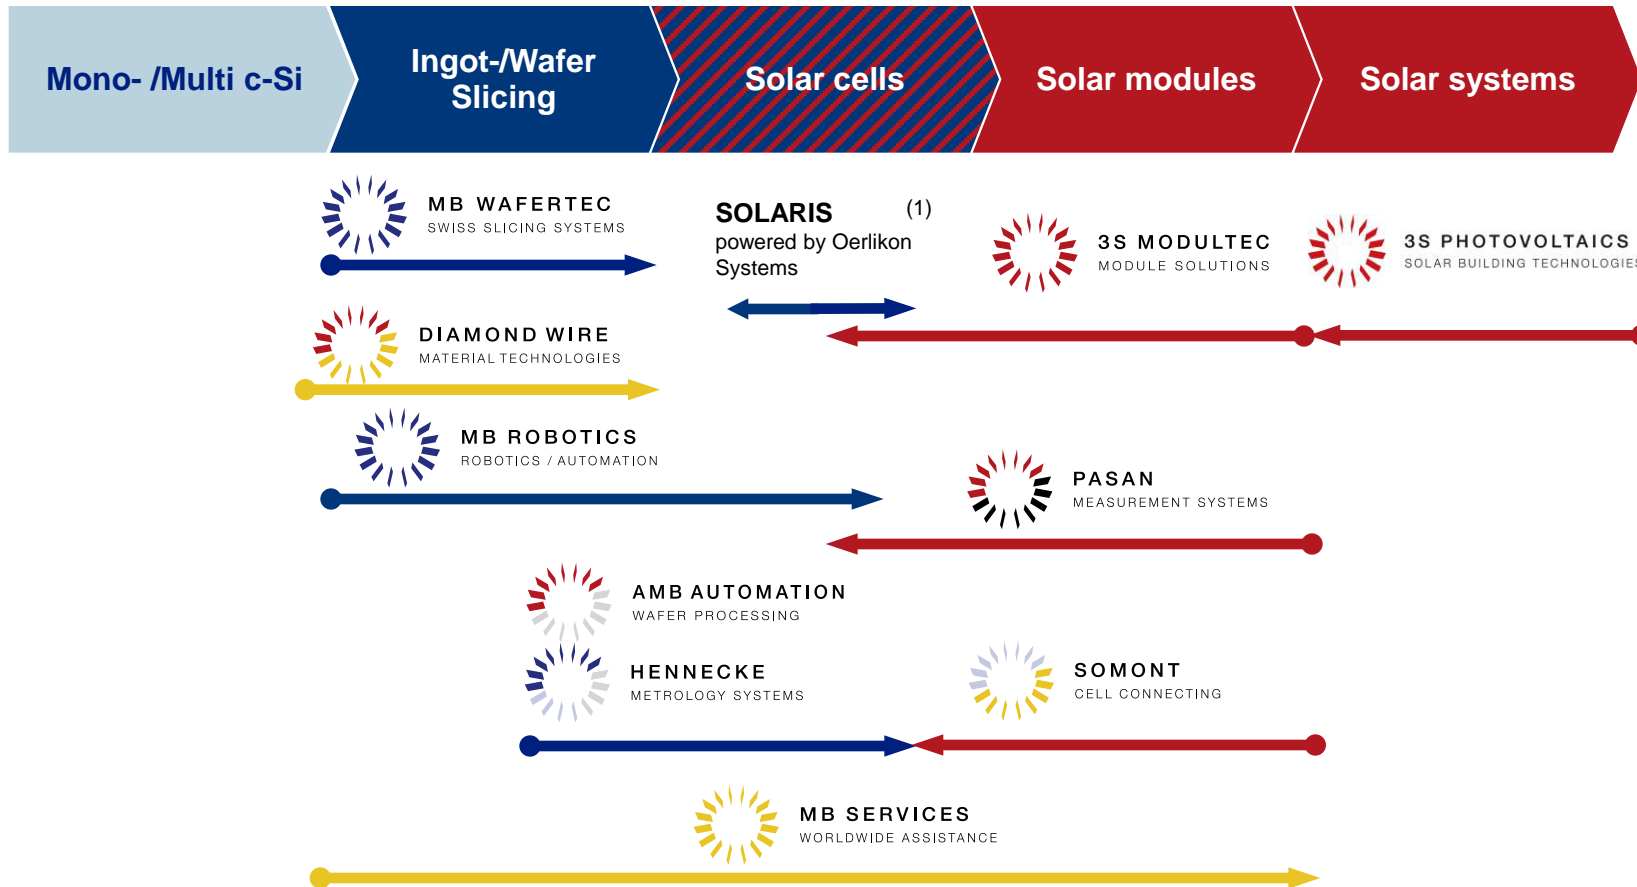 Mono- /Multi c-Si
Ingot-/Wafer
Slicing
Solar cells
Solar modules
Solar systems
MB WAFERTEC
SWISS SLICING SYSTEMS
SOLARIS (1)
powered by Oerlikon
Systems
3S MODULTEC
MODULE SOLUTIONS
3S PHOTOVOLTAICS
SOLAR BUILDING TECHNOLOGIES
DIAMOND WIRE
MATERIAL TECHNOLOGIES
MB ROBOTICS
ROBOTICS / AUTOMATION
PASAN
MEASUREMENT SYSTEMS
AMB AUTOMATION
WAFER PROCESSING
HENNECKE
METROLOGY SYSTEMS
SOMONT
CELL CONNECTING
MB SERVICES
WORLDWIDE ASSISTANCE